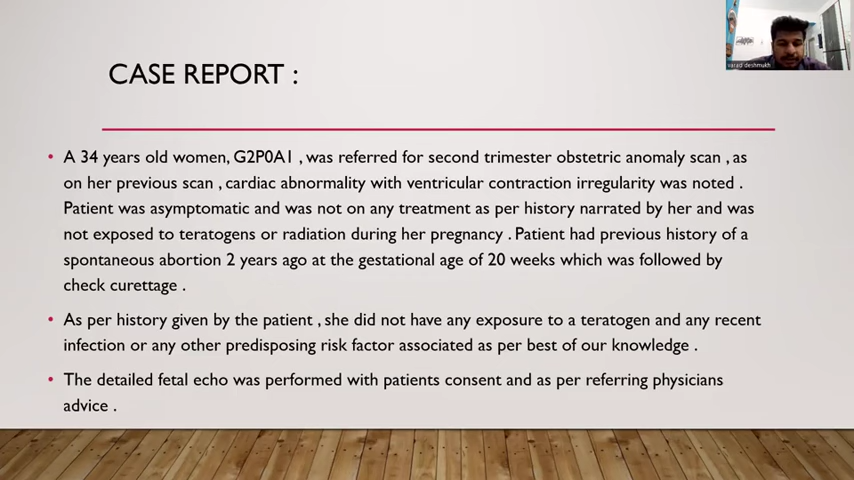 varad deshmukh
CASE REPORT :
• A 34 years old women, G2P0A1 , was referred for second trimester obstetric anomaly scan , as
on her previous scan , cardiac abnormality with ventricular contraction irregularity was noted .
Patient was asymptomatic and was not on any treatment as per history narrated by her and was
not exposed to teratogens or radiation during her pregnancy . Patient had previous history of a
spontaneous abortion 2 years ago at the gestational age of 20 weeks which was followed by
check curettage .
• As per history given by the patient , she did not have any exposure to a teratogen and any recent
infection or any other predisposing risk factor associated as per best of our knowledge .
• The detailed fetal echo was performed with patients consent and as per referring physicians
advice .